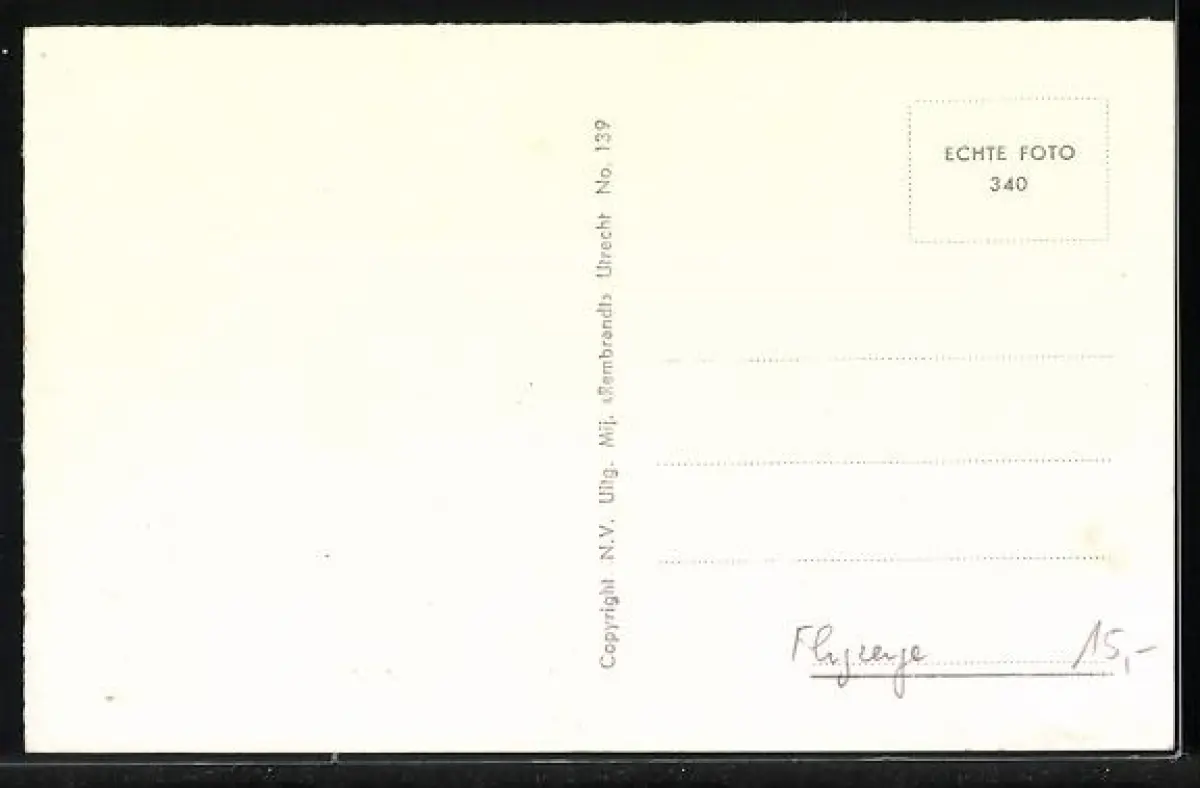 Copyright N.V. Uitg. Mij. «Rembrandt» Utrecht No. 139
ECHTE FOTO
340
Flugzeuge 15,-